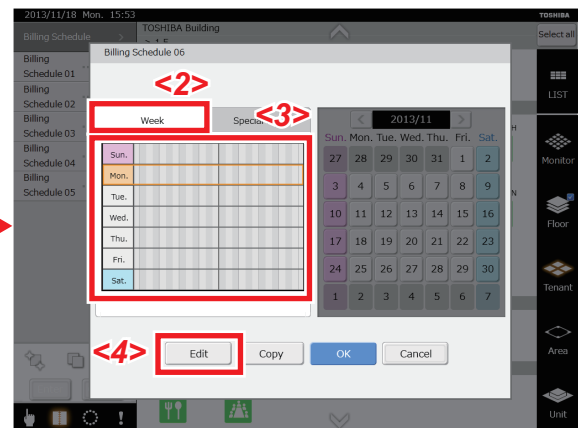 2013/11/18 Mon. 15:53
TOSHIBA
Billing Schedule >
TOSHIBA Building
> 1 F
Select all
Billing
Schedule 01
Billing
Schedule 02
Billing
Schedule 03
Billing
Schedule 04
Billing
Schedule 05
Billing Schedule 06
<2>
Week
Special
<3>
Sun.
Mon.
Tue.
Wed.
Thu.
Fri.
Sat.
< 2013/11 >
Sun. Mon. Tue. Wed. Thu. Fri. Sat.
27 28 29 30 31 1 2
3 4 5 6 7 8 9
10 11 12 13 14 15 16
17 18 19 20 21 22 23
24 25 26 27 28 29 30
1 2 3 4 5 6 7
<4>
Edit
Copy
OK
Cancel
H
N
LIST
Monitor
Floor
Tenant
Area
Unit